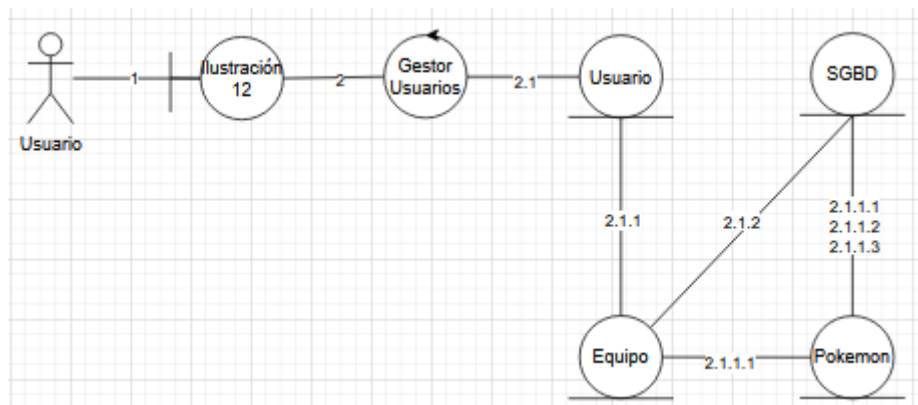 Usuario
1
Ilustración
12
2
Gestor
Usuarios
2.1
Usuario
SGBD
2.1.1
2.1.2
2.1.1.1
2.1.1.2
2.1.1.3
Equipo
2.1.1.1
Pokemon